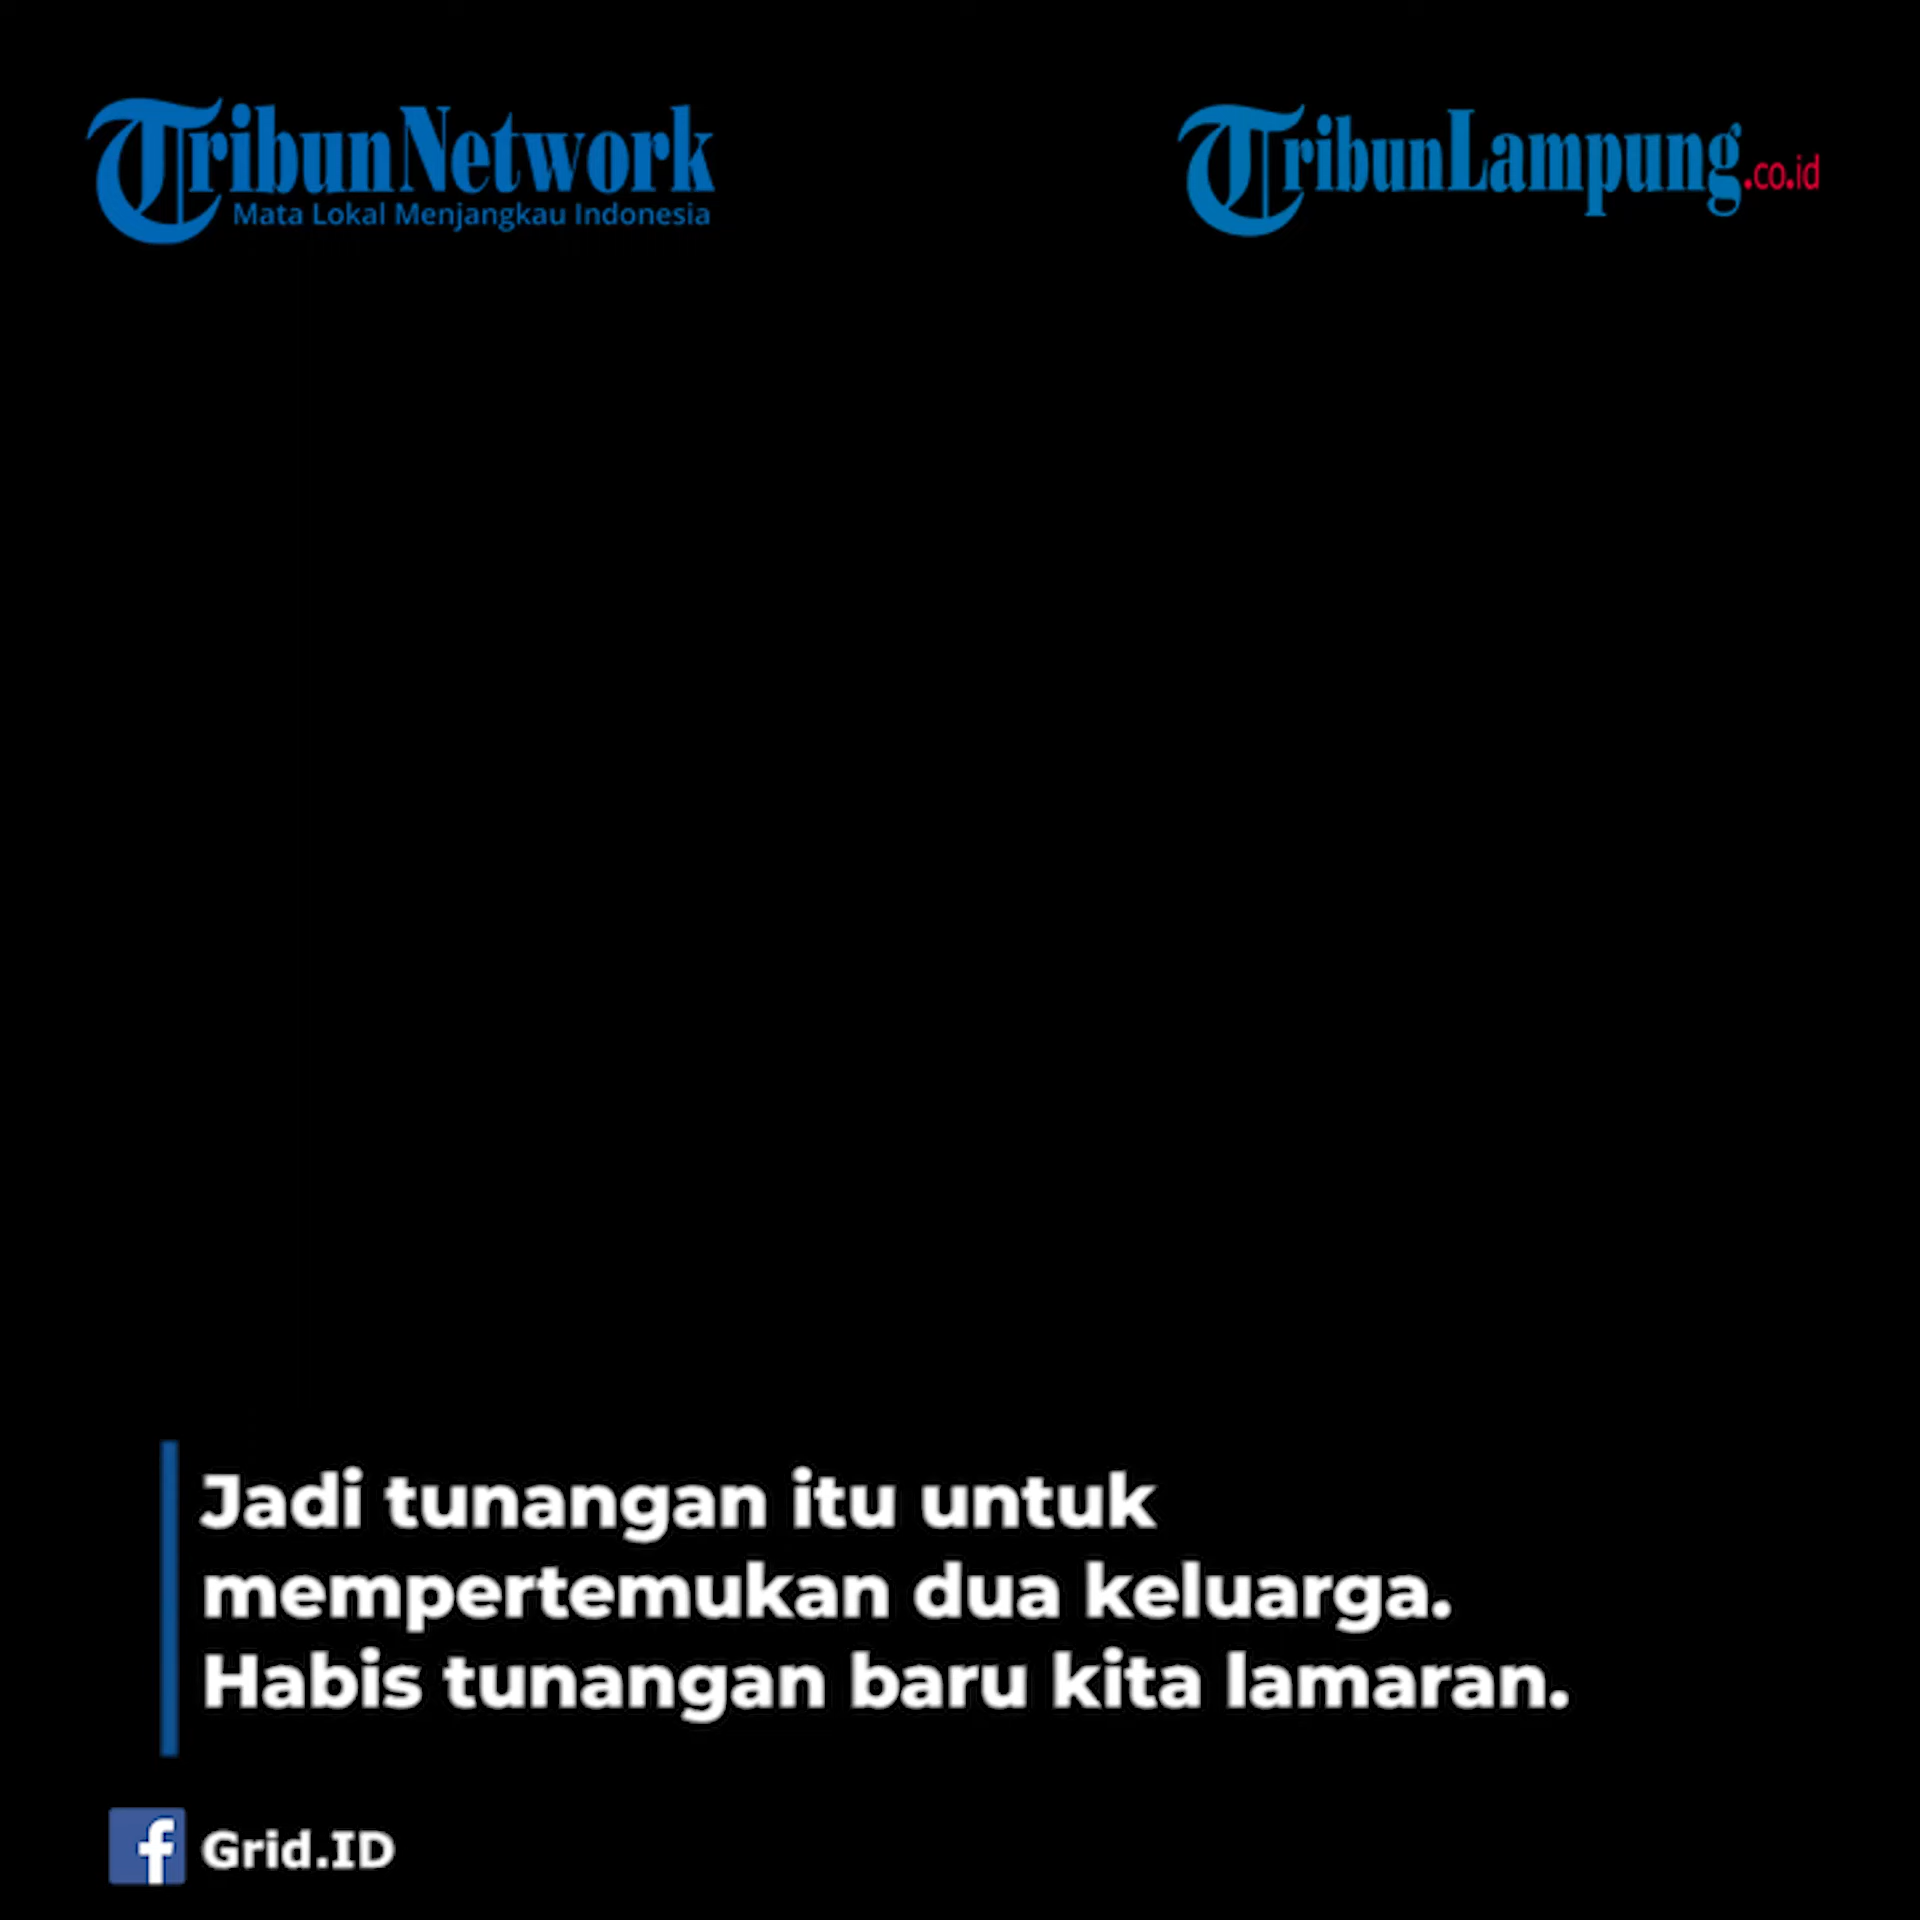 TribunNetwork
Mata Lokal Menjangkau Indonesia
TribunLampung.co.id
Jadi tunangan itu untuk
mempertemukan dua keluarga.
Habis tunangan baru kita lamaran.
f Grid.ID